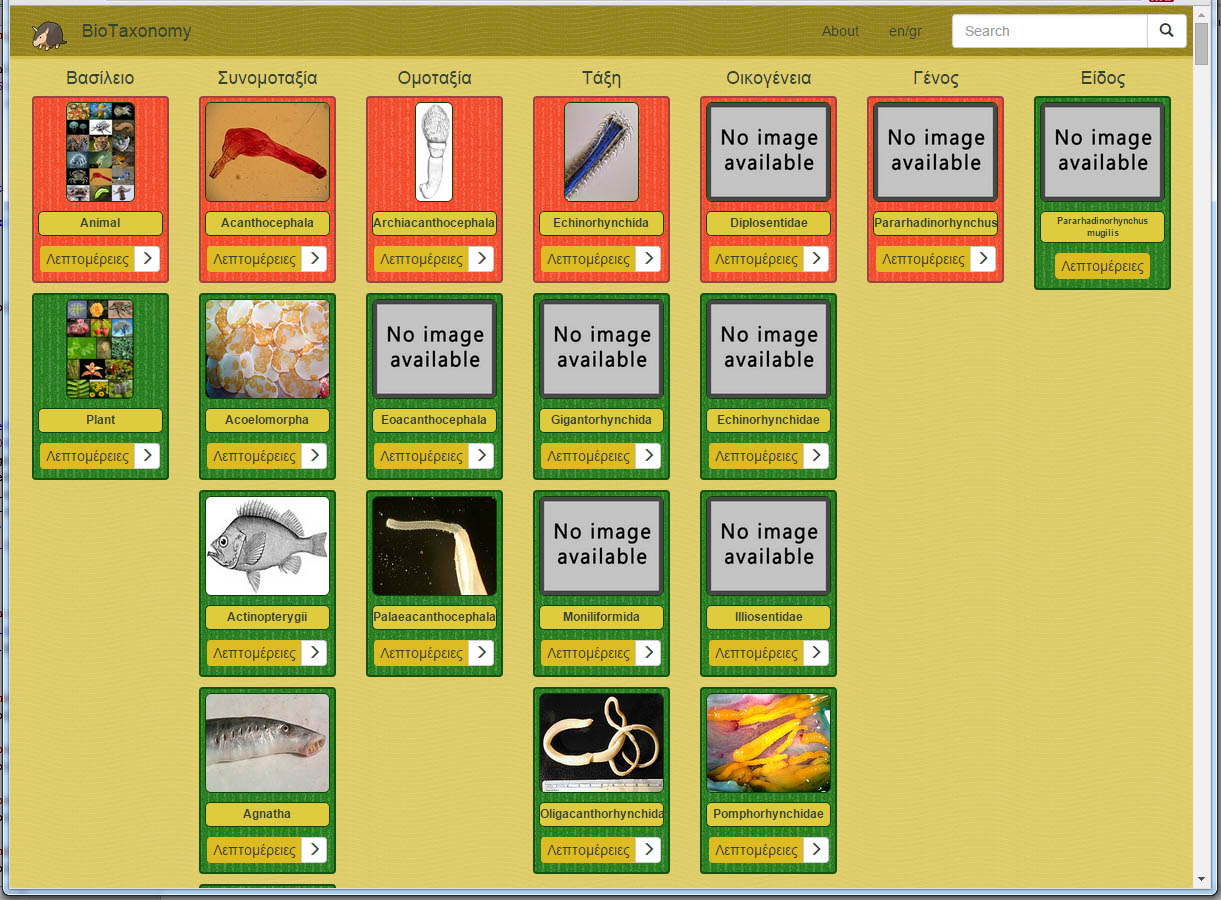 BioTaxonomy
About en/gr Search
Βασίλειο Συνομοταξία Ομοταξία Τάξη Οικογένεια Γένος Είδος
No image available
No image available
No image available
Animal Acanthocephala Archiacanthocephala Echinorhynchida Diplosentidae Pararhadinorhynchus
Pararhadinorhynchus
mugilis
Λεπτομέρειες Λεπτομέρειες Λεπτομέρειες Λεπτομέρειες Λεπτομέρειες Λεπτομέρειες Λεπτομέρειες
No image available
No image available
No image available
Plant Acoelomorpha Eoacanthocephala Gigantorhynchida Echinorhynchidae
Λεπτομέρειες Λεπτομέρειες Λεπτομέρειες Λεπτομέρειες Λεπτομέρειες
No image available
No image available
Actinopterygii Palaeacanthocephala Moniliformida Illiosentidae
Λεπτομέρειες Λεπτομέρειες Λεπτομέρειες Λεπτομέρειες
Agnatha Oligacanthorhynchida Pomphorhynchidae
Λεπτομέρειες Λεπτομέρειες Λεπτομέρειες